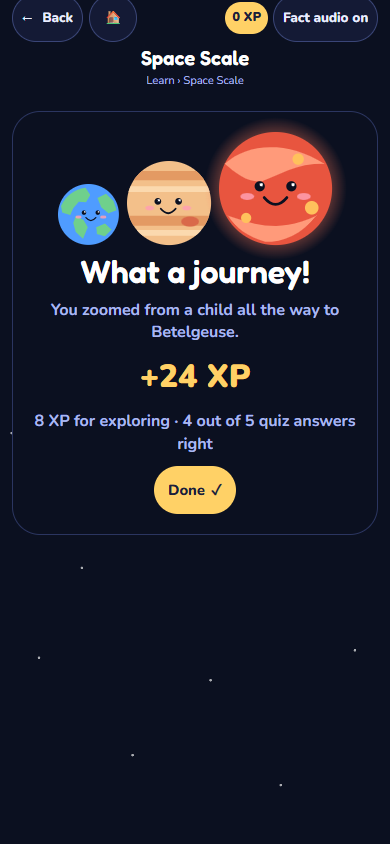 ← Back
0 XP
Fact audio on
Space Scale
Learn › Space Scale
What a journey!
You zoomed from a child all the way to
Betelgeuse.
+24 XP
8 XP for exploring · 4 out of 5 quiz answers
right
Done ✓